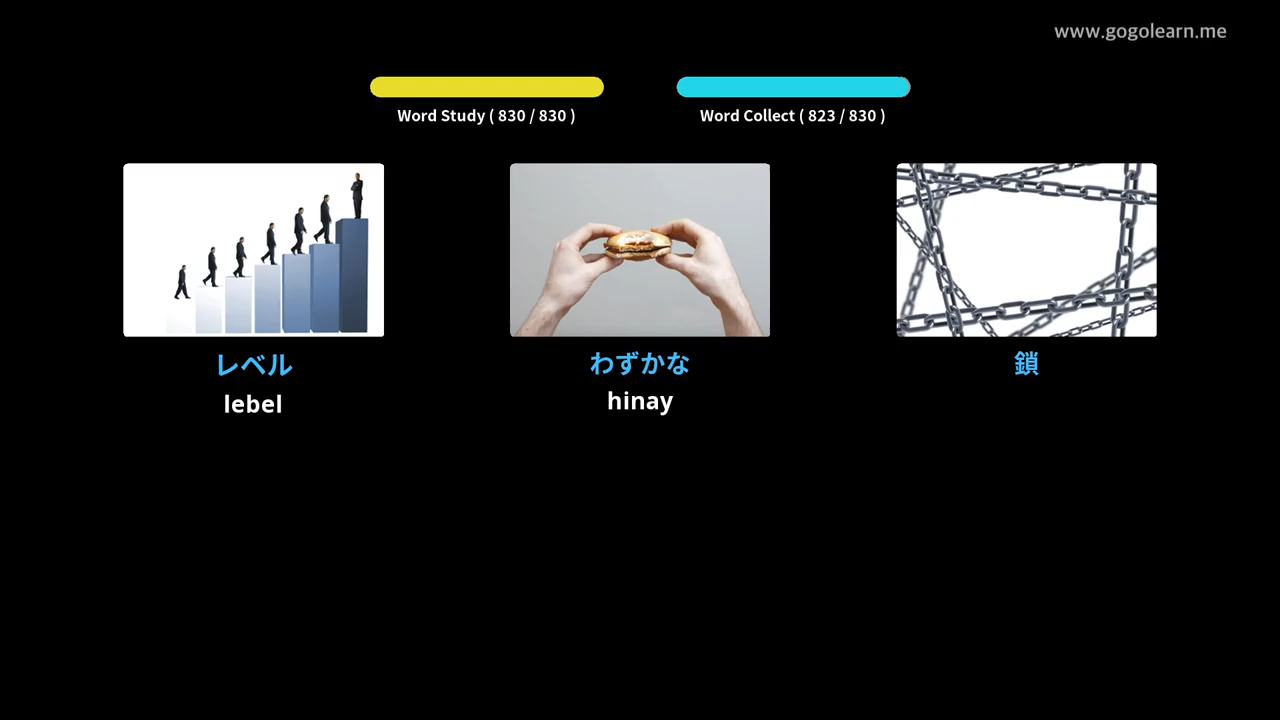 www.gogolearn.me
Word Study ( 830 / 830 )
Word Collect ( 823 / 830 )
レベル
lebel
わずかな
hinay
鎖